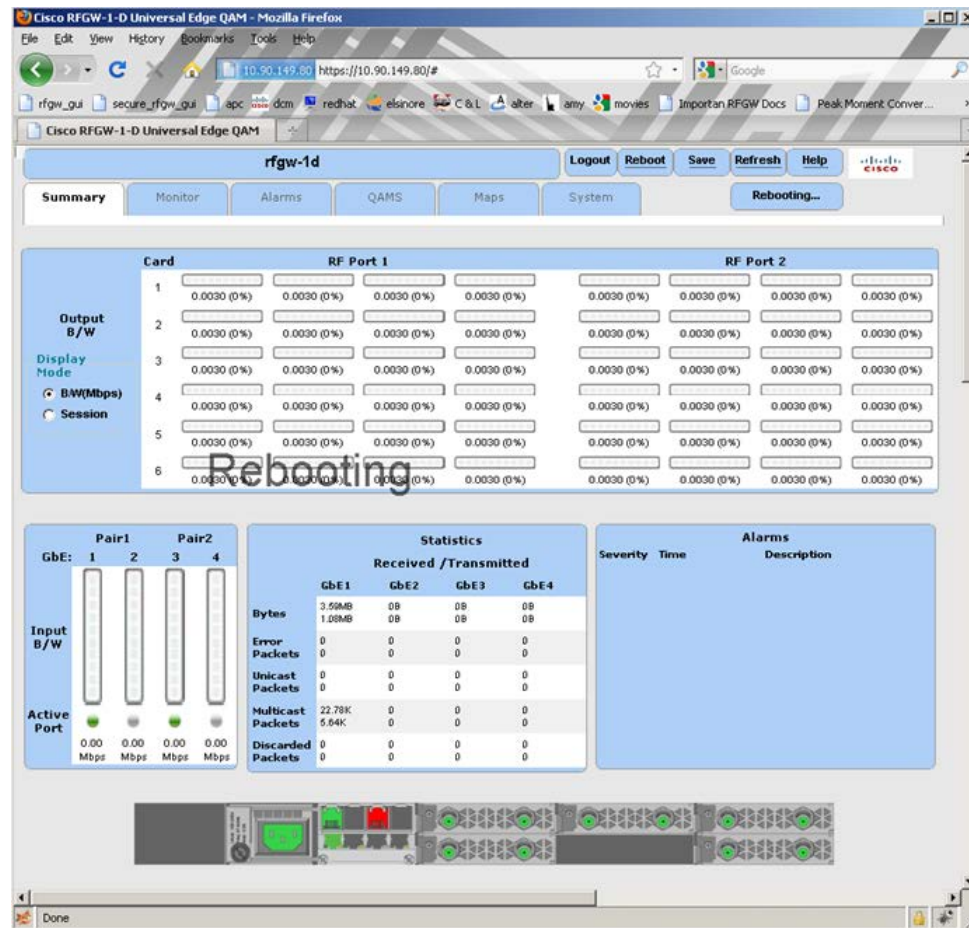 Cisco RFGW-1-D Universal Edge QAM - Mozilla Firefox
File Edit View History Bookmarks Tools Help
10.90.149.80 https://10.90.149.80/# Google
rfgw_gui secure_rfgw_gui apc dcm redhat elsinore C & L alter amy movies Importan RFGW Docs Peak Moment Conver...
Cisco RFGW-1-D Universal Edge QAM
rfgw-1d Logout Reboot Save Refresh Help CISCO
Summary Monitor Alarms QAMS Maps System Rebooting...
Card RF Port 1 RF Port 2
1 0.0030 (0%) 0.0030 (0%) 0.0030 (0%) 0.0030 (0%) 0.0030 (0%) 0.0030 (0%) 0.0030 (0%) 0.0030 (0%)
Output B/W
2 0.0030 (0%) 0.0030 (0%) 0.0030 (0%) 0.0030 (0%) 0.0030 (0%) 0.0030 (0%) 0.0030 (0%) 0.0030 (0%)
Display Mode
3 0.0030 (0%) 0.0030 (0%) 0.0030 (0%) 0.0030 (0%) 0.0030 (0%) 0.0030 (0%) 0.0030 (0%) 0.0030 (0%)
B/W(Mbps)
4 0.0030 (0%) 0.0030 (0%) 0.0030 (0%) 0.0030 (0%) 0.0030 (0%) 0.0030 (0%) 0.0030 (0%) 0.0030 (0%)
Session
5 0.0030 (0%) 0.0030 (0%) 0.0030 (0%) 0.0030 (0%) 0.0030 (0%) 0.0030 (0%) 0.0030 (0%) 0.0030 (0%)
6 0.0030 (0%) 0.0030 (0%) 0.0030 (0%) 0.0030 (0%) 0.0030 (0%) 0.0030 (0%) 0.0030 (0%) 0.0030 (0%)
Rebooting
Pair1 Pair2
GbE: 1 2 3 4
Input B/W
Active Port
0.00 0.00 0.00 0.00
Mbps Mbps Mbps Mbps
Statistics
Received /Transmitted
GbE1 GbE2 GbE3 GbE4
Bytes 3.59MB 0B 0B 0B
1.08MB 0B 0B 0B
Error 0 0 0 0
Packets 0 0 0 0
Unicast 0 0 0 0
Packets 0 0 0 0
Multicast 22.78K 0 0 0
Packets 5.64K 0 0 0
Discarded 0 0 0 0
Packets 0 0 0 0
Alarms
Severity Time Description
Done